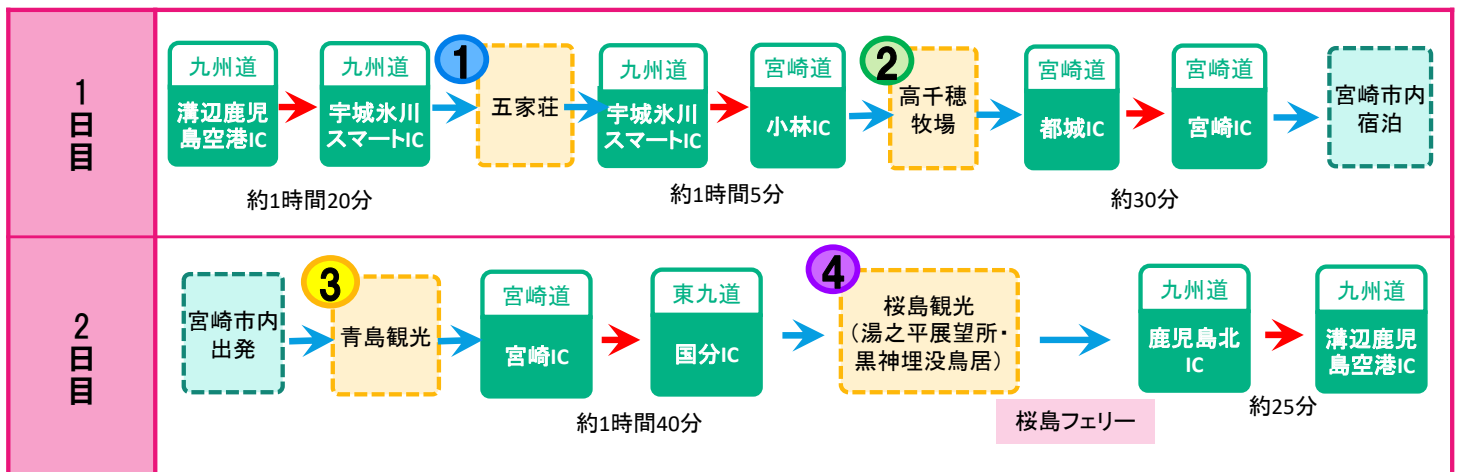 1
日
目
九州道
溝辺鹿児
島空港IC
九州道
宇城氷川
スマートIC
1
五家荘
九州道
宇城氷川
スマートIC
宮崎道
小林IC
2
高千穂
牧場
宮崎道
都城IC
宮崎道
宮崎IC
宮崎市内
宿泊
約1時間20分
約1時間5分
約30分
2
日
目
宮崎市内
出発
3
青島観光
宮崎道
宮崎IC
東九道
国分IC
4
桜島観光
（湯之平展望所・
黒神埋没鳥居）
九州道
鹿児島北
IC
九州道
溝辺鹿児
島空港IC
約1時間40分
桜島フェリー
約25分